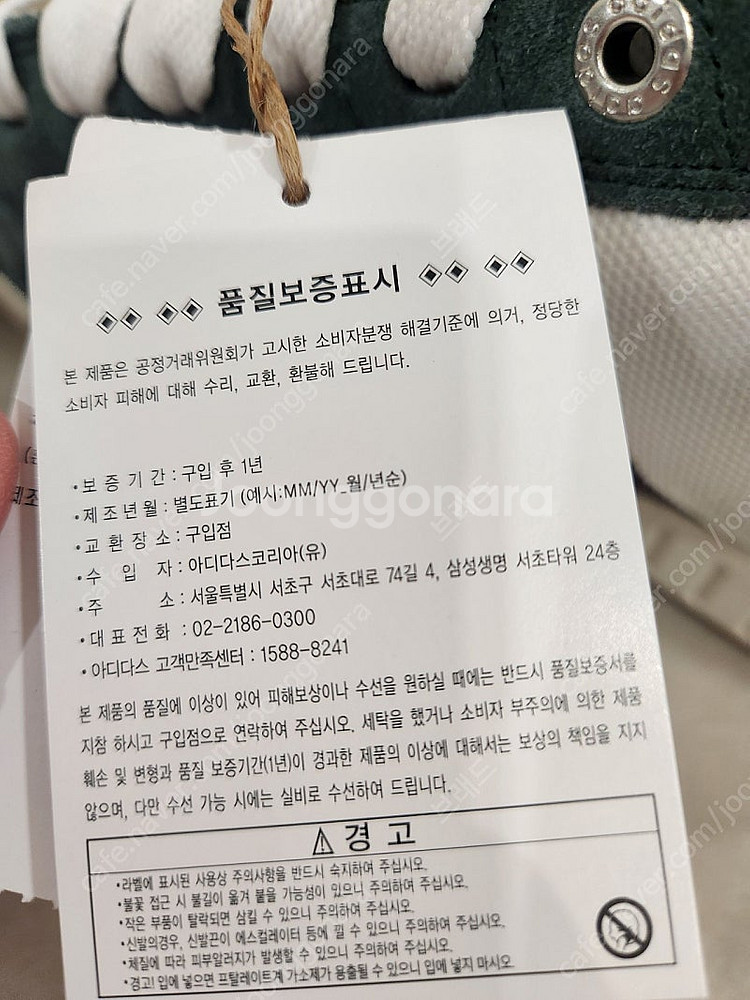 adidas adidas
품질보증표시
본 제품은 공정거래위원회가 고시한 소비자분쟁 해결기준에 의거, 정당한
소비자 피해에 대해 수리, 교환, 환불해 드립니다.
•보 증 기 간 : 구입 후 1년
•제 조 년 월 : 별도표기 (예시:MM/YY_월/년순)
•교 환 장 소 : 구입점
•수 입 자 : 아디다스코리아(유)
•주 소 : 서울특별시 서초구 서초대로 74길 4, 삼성생명 서초타워 24층
•대 표 전 화 : 02-2186-0300
•아디다스 고객만족센터 : 1588-8241
본 제품의 품질에 이상이 있어 피해보상이나 수선을 원하실 때에는 반드시 품질보증서를
지참 하시고 구입점으로 연락하여 주십시오. 세탁을 했거나 소비자 부주의에 의한 제품
훼손 및 변형과 품질 보증기간(1년)이 경과한 제품의 이상에 대해서는 보상의 책임을 지지
않으며, 다만 수선 가능 시에는 실비로 수선하여 드립니다.
⚠경 고
•라벨에 표시된 사용상 주의사항을 반드시 숙지하여 주십시오.
•불꽃 접근 시 불길이 옮겨 붙을 가능성이 있으니 주의하여 주십시오.
•작은 부품이 탈락되면 삼킬 수 있으니 주의하여 주십시오.
•신발의경우, 신발끈이 에스컬레이터 등에 낄 수 있으니 주의하여 주십시오.
•체질에 따라 피부알러지가 발생할 수 있으니 주의하여 주십시오.
•경고! 입에 넣으면 프탈레이트계 가소제가 용출될 수 있으니 입에 넣지 마시오
joonggonara
cafe.naver.com/joonggonara
브레드